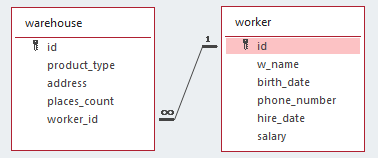 warehouse
id
product_type
address
places_count
worker_id
1
∞
worker
id
w_name
birth_date
phone_number
hire_date
salary